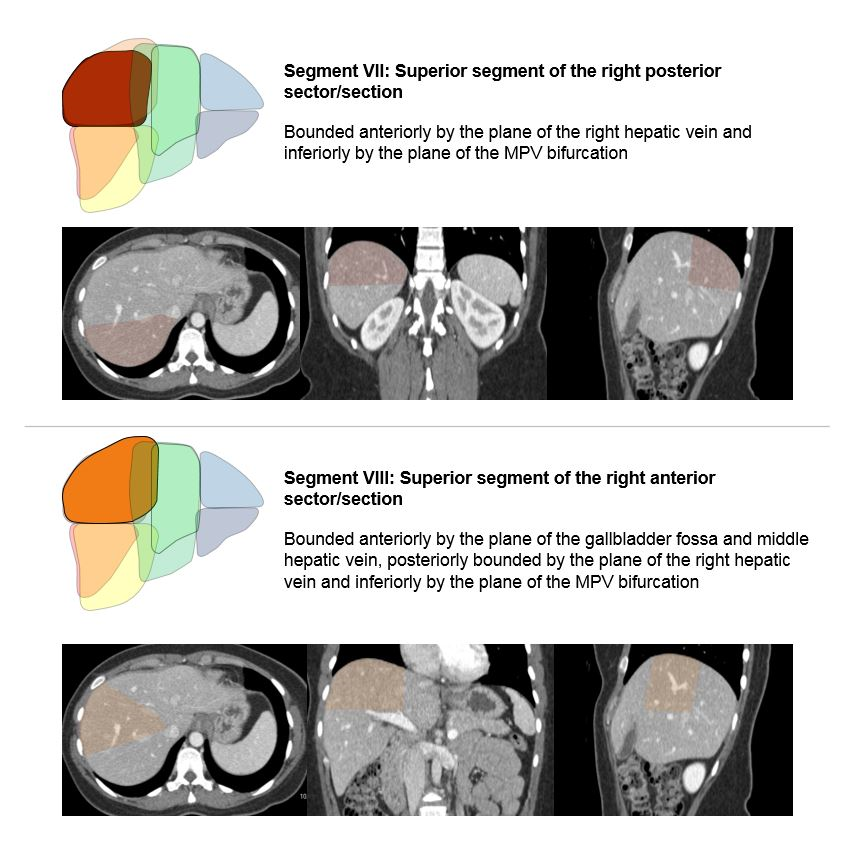 Segment VII: Superior segment of the right posterior
sector/section
Bounded anteriorly by the plane of the right hepatic vein and
inferiorly by the plane of the MPV bifurcation
Segment VIII: Superior segment of the right anterior
sector/section
Bounded anteriorly by the plane of the gallbladder fossa and middle
hepatic vein, posteriorly bounded by the plane of the right hepatic
vein and inferiorly by the plane of the MPV bifurcation
10